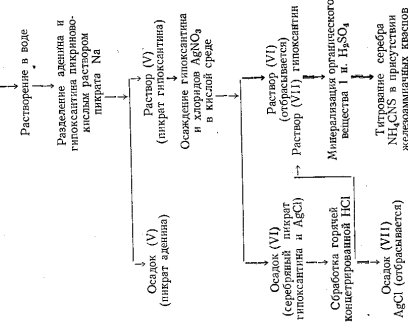 Растворение в воде
Разделение аденина и
гипоксантина пикриново-
кислым раствором
пикрата Na
Осадок (V)
(пикрат аденина)
Раствор (V)
(пикрат гипоксантина)
Осаждение гипоксантина
и хлоридов AgNO₃
в кислой среде
Осадок (VI)
(серебряный пикрат
гипоксантина и AgCl)
Раствор (VI)
(отбрасывается)
Раствор (VII) гипоксантин
Обработка горячей
концетрированной HCl
Минерализация органического
вещества 1 н. H₂SO₄
Осадок (VII)
AgCl (отбрасывается)
Титрование серебра
NH₄CNS в присутствии
железоаммиачных квасцов